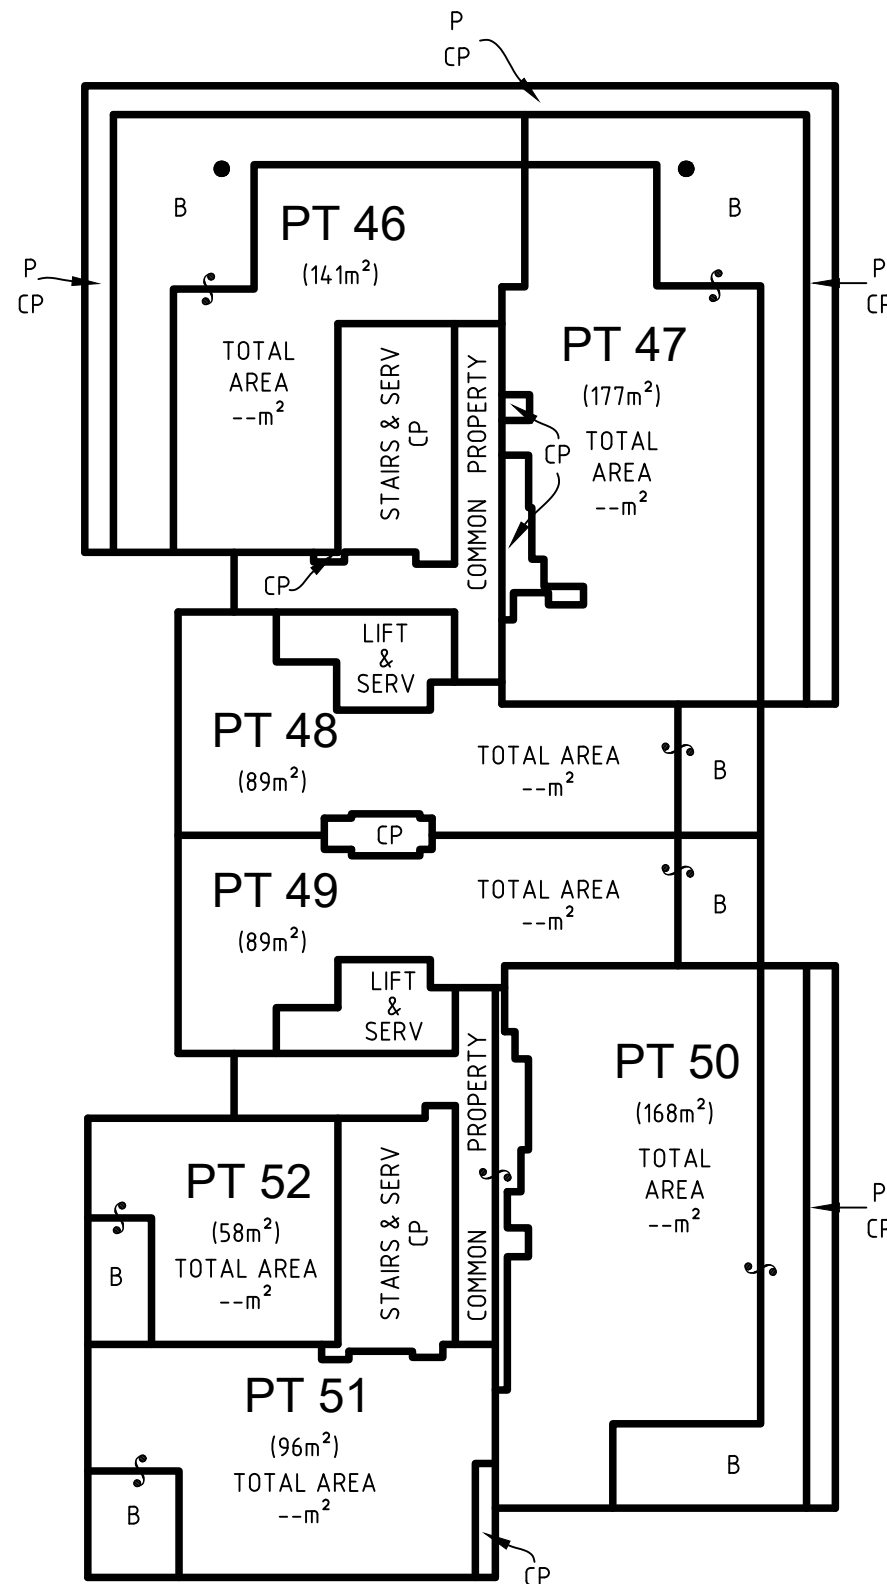 P
CP
B
PT 46
(141m²)
B
P
CP
P
CP
TOTAL
AREA
--m²
STAIRS & SERV
CP
COMMON PROPERTY
PT 47
(177m²)
TOTAL
AREA
--m²
CP
CP
LIFT
&
SERV
PT 48
(89m²)
TOTAL AREA
--m²
B
CP
PT 49
(89m²)
TOTAL AREA
--m²
B
LIFT
&
SERV
COMMON PROPERTY
PT 50
(168m²)
TOTAL
AREA
--m²
P
CP
PT 52
(58m²)
TOTAL AREA
--m²
B
STAIRS & SERV
CP
PT 51
(96m²)
TOTAL AREA
--m²
B
B
CP